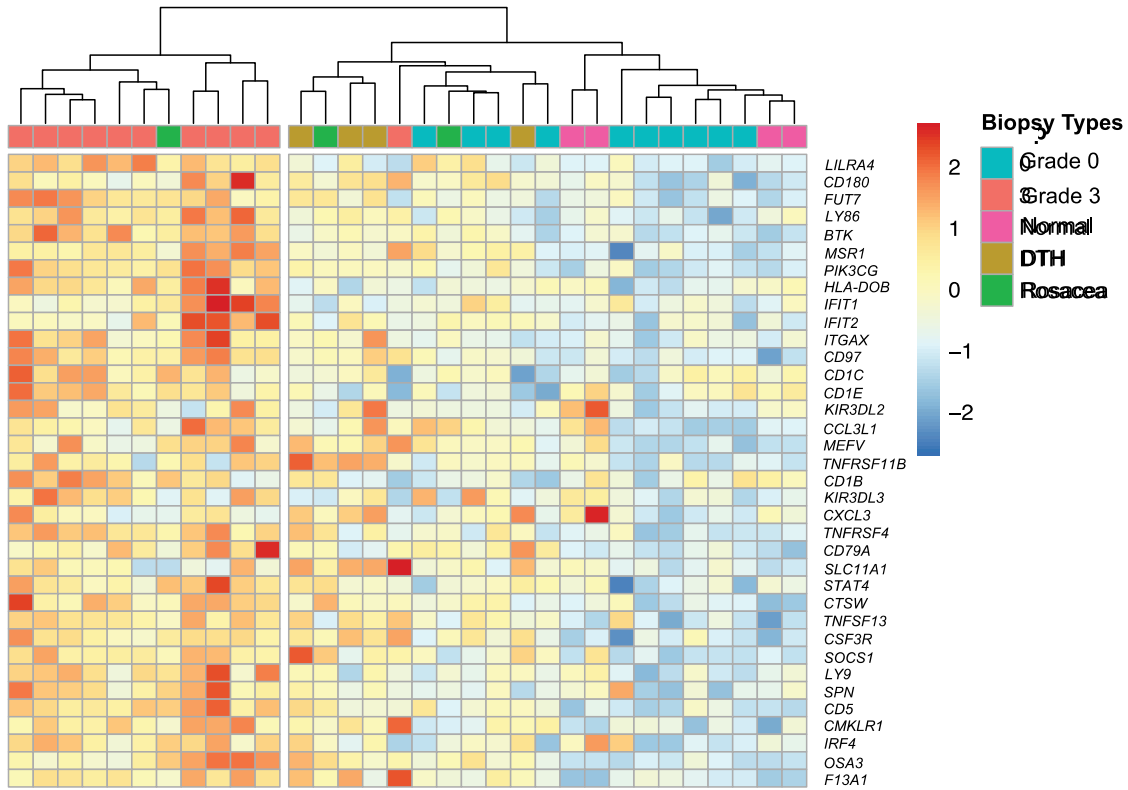 Biopsy Types
?
0 Grade 0
3 Grade 3
Normal
DTH
Rosacea
2
1
0
−1
−2
LILRA4
CD180
FUT7
LY86
BTK
MSR1
PIK3CG
HLA-DOB
IFIT1
IFIT2
ITGAX
CD97
CD1C
CD1E
KIR3DL2
CCL3L1
MEFV
TNFRSF11B
CD1B
KIR3DL3
CXCL3
TNFRSF4
CD79A
SLC11A1
STAT4
CTSW
TNFSF13
CSF3R
SOCS1
LY9
SPN
CD5
CMKLR1
IRF4
OSA3
F13A1